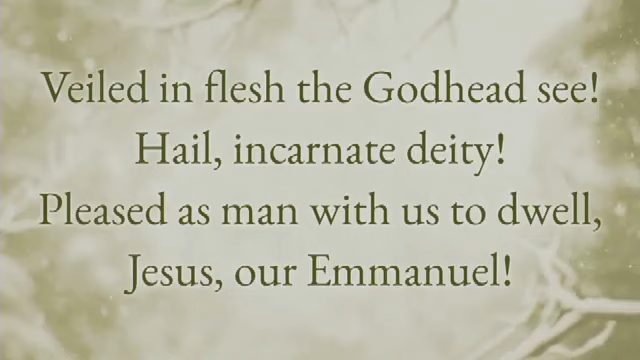 Veiled in flesh the Godhead see!
Hail, incarnate deity!
Pleased as man with us to dwell,
Jesus, our Emmanuel!